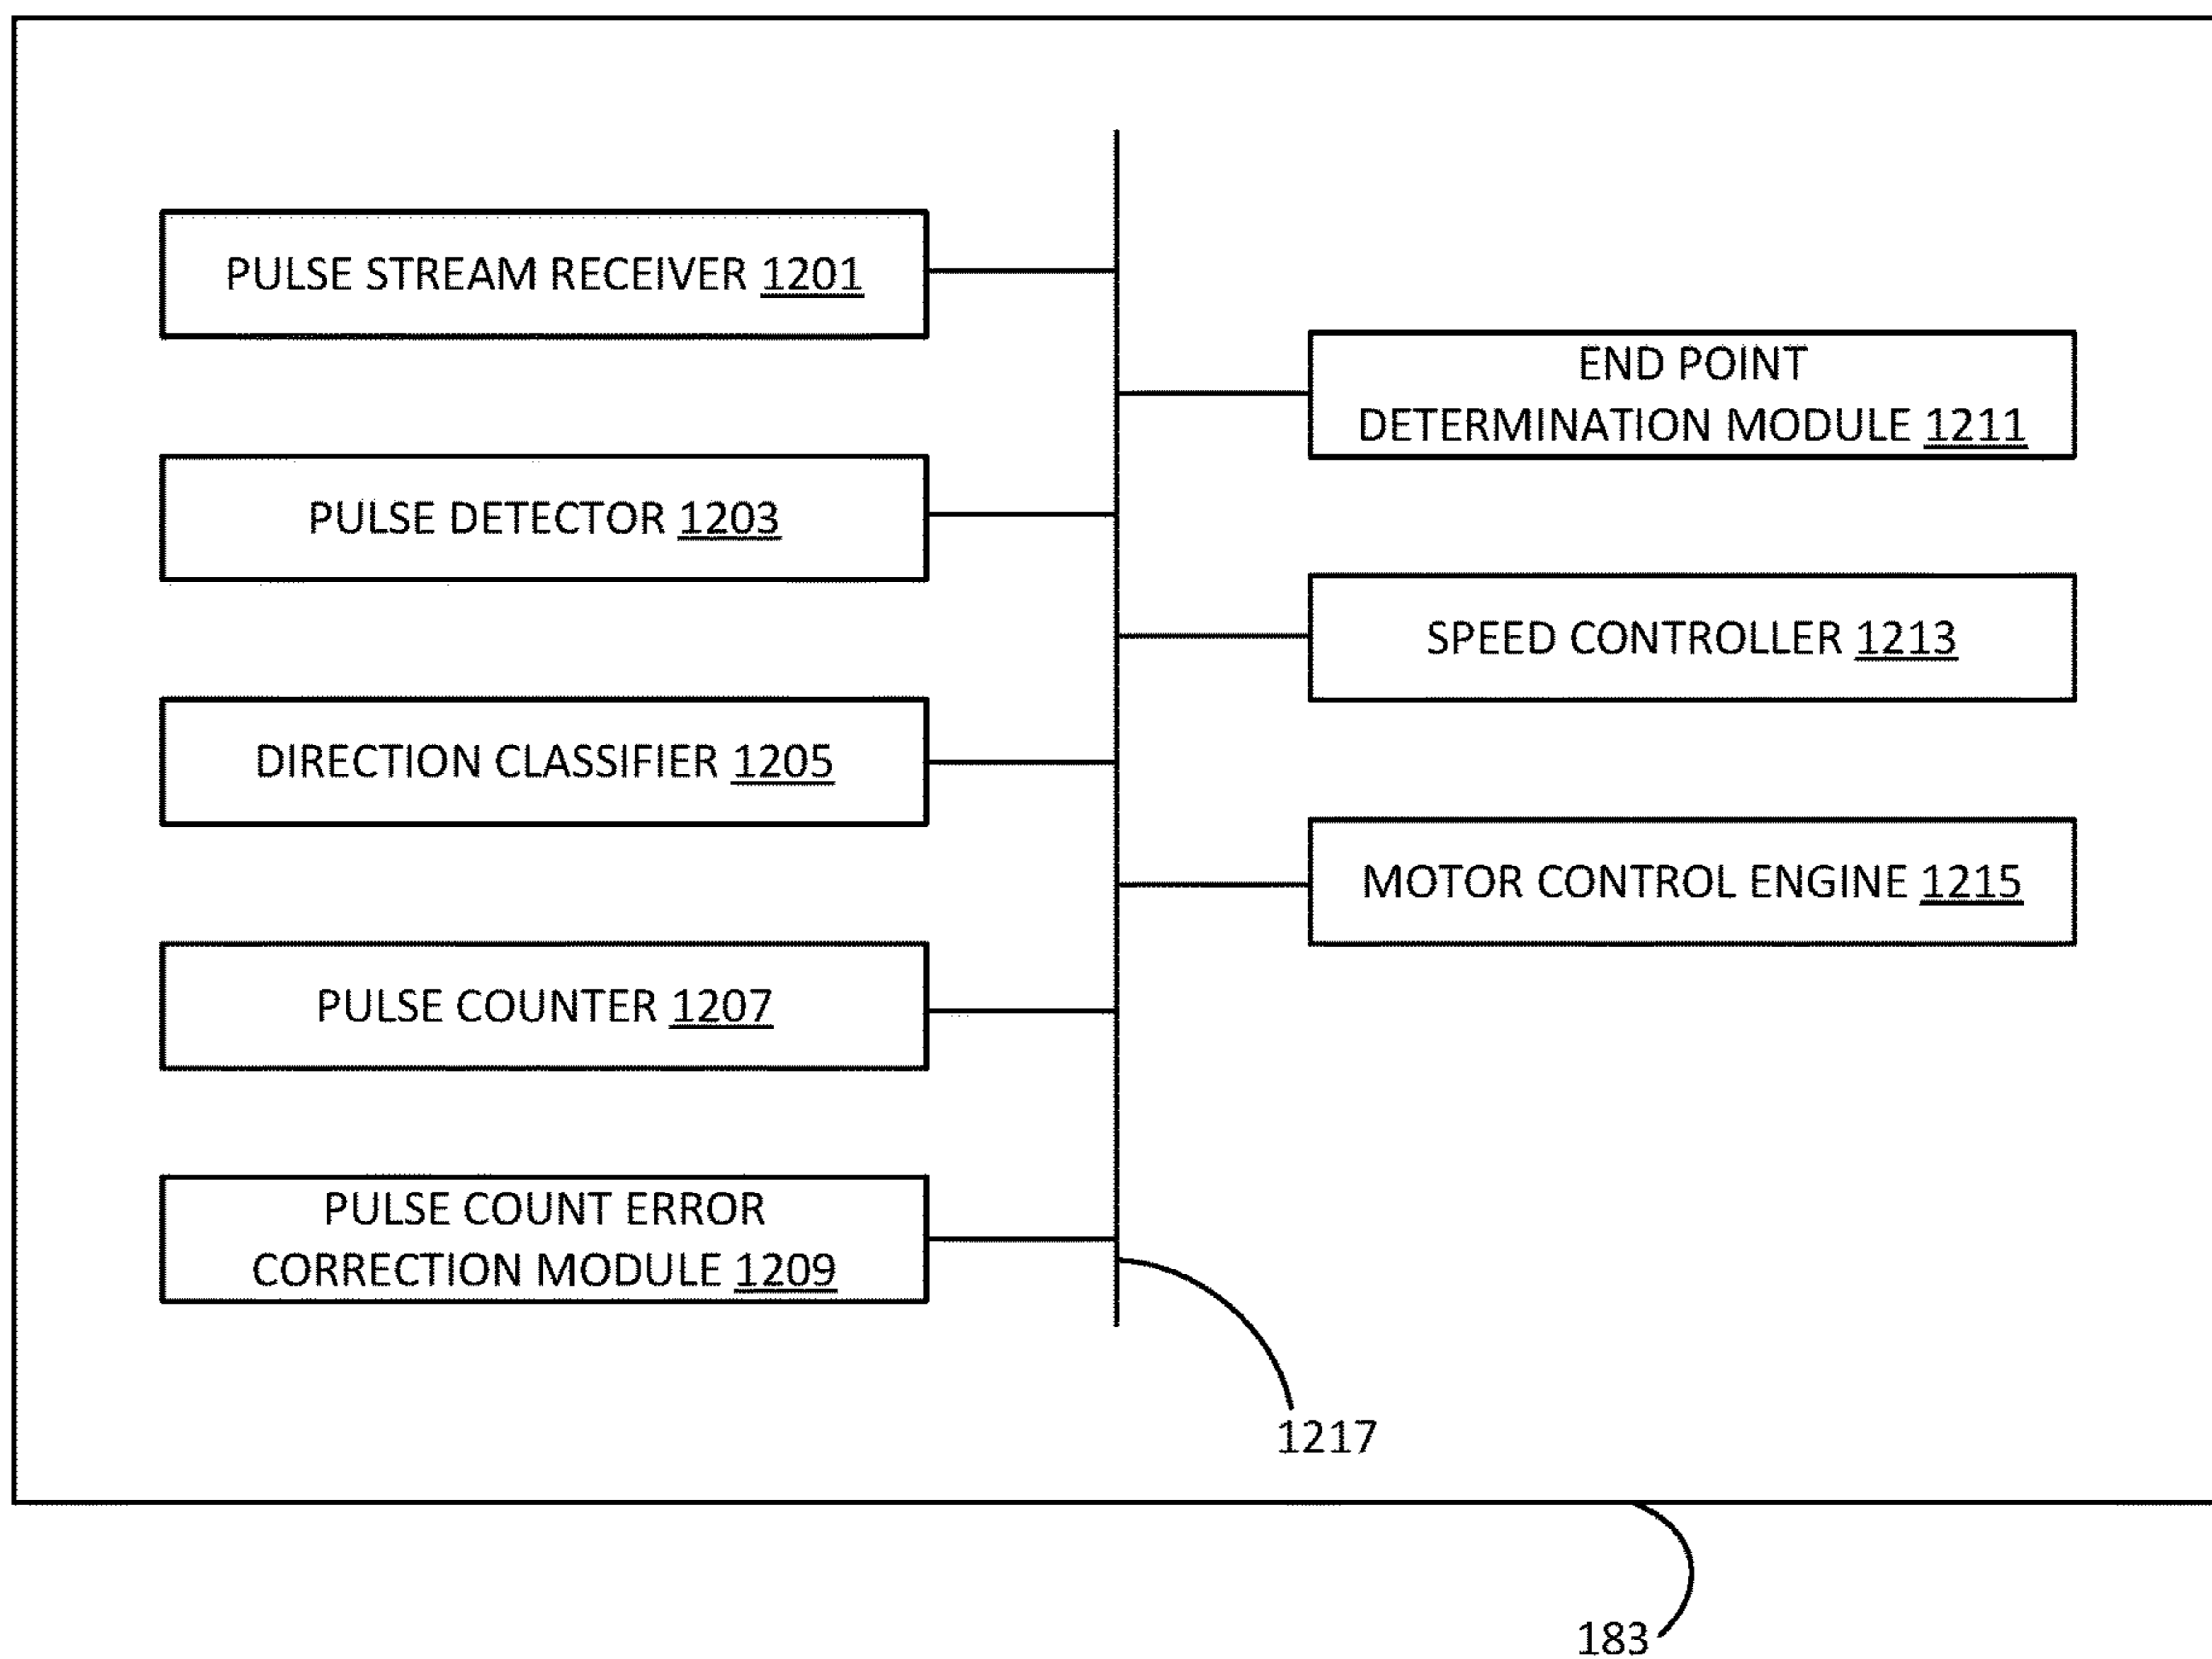 PULSE STREAM RECEIVER 1201
PULSE DETECTOR 1203
DIRECTION CLASSIFIER 1205
PULSE COUNTER 1207
PULSE COUNT ERROR
CORRECTION MODULE 1209
END POINT
DETERMINATION MODULE 1211
SPEED CONTROLLER 1213
MOTOR CONTROL ENGINE 1215
1217
183